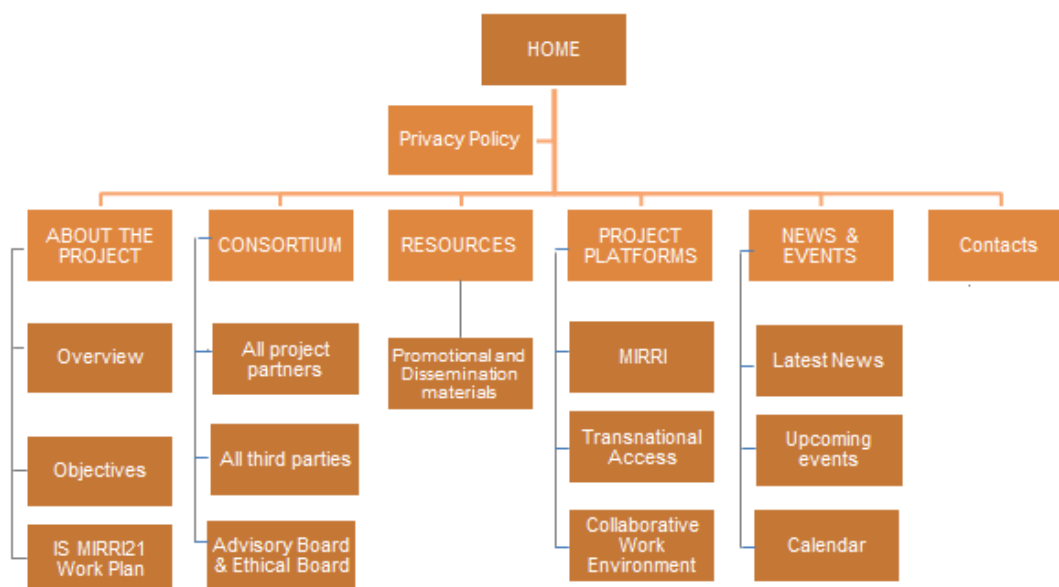 HOME
Privacy Policy
ABOUT THE
PROJECT
CONSORTIUM
RESOURCES
PROJECT
PLATFORMS
NEWS &
EVENTS
Contacts
Overview
All project
partners
Promotional and
Dissemination
materials
MIRRI
Latest News
Objectives
All third parties
Transnational
Access
Upcoming
events
IS MIRRI21
Work Plan
Advisory Board
& Ethical Board
Collaborative
Work
Environment
Calendar